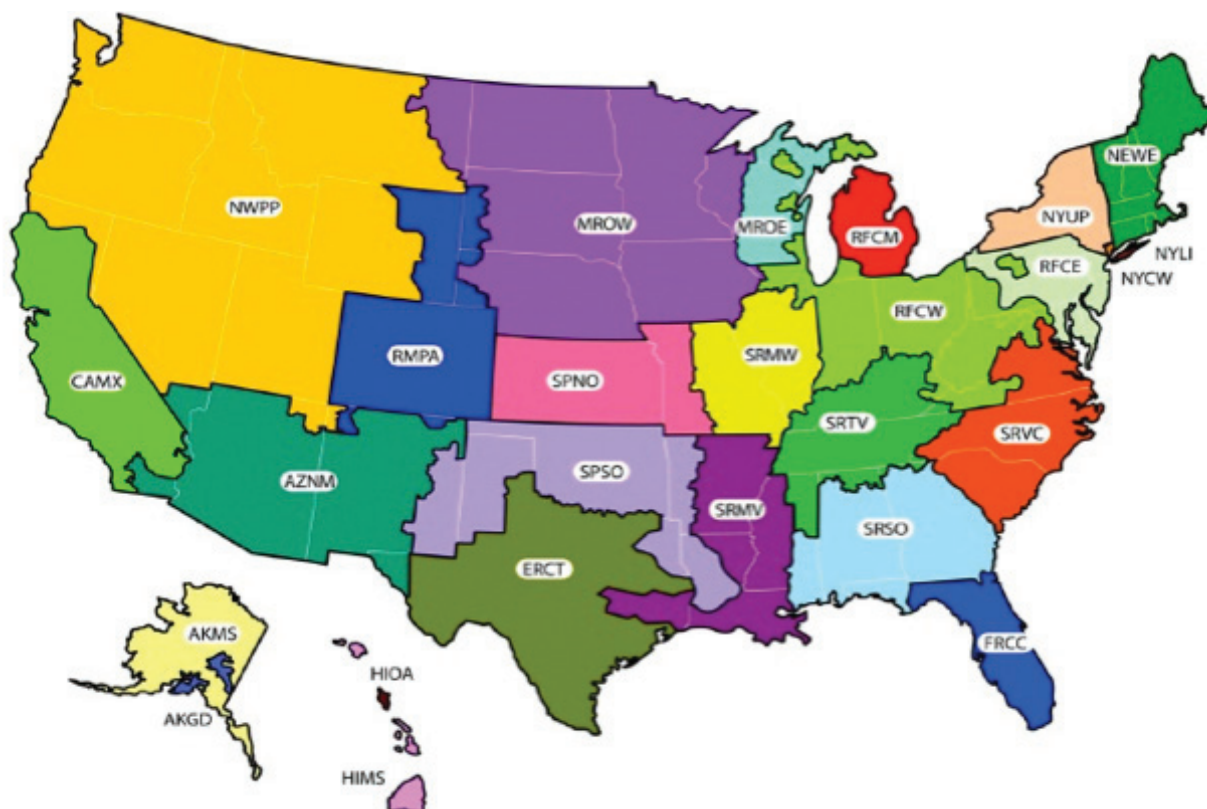 NEWE
NWPP
NYUP
MROW
MROE
RFCM
NYLI
RFCE
NYCW
RFCW
RMPA
SRMW
CAMX
SPNO
SRTV
SRVC
SPSO
AZNM
SRMV
SRSO
ERCT
AKMS
FRCC
HIOA
AKGD
HIMS